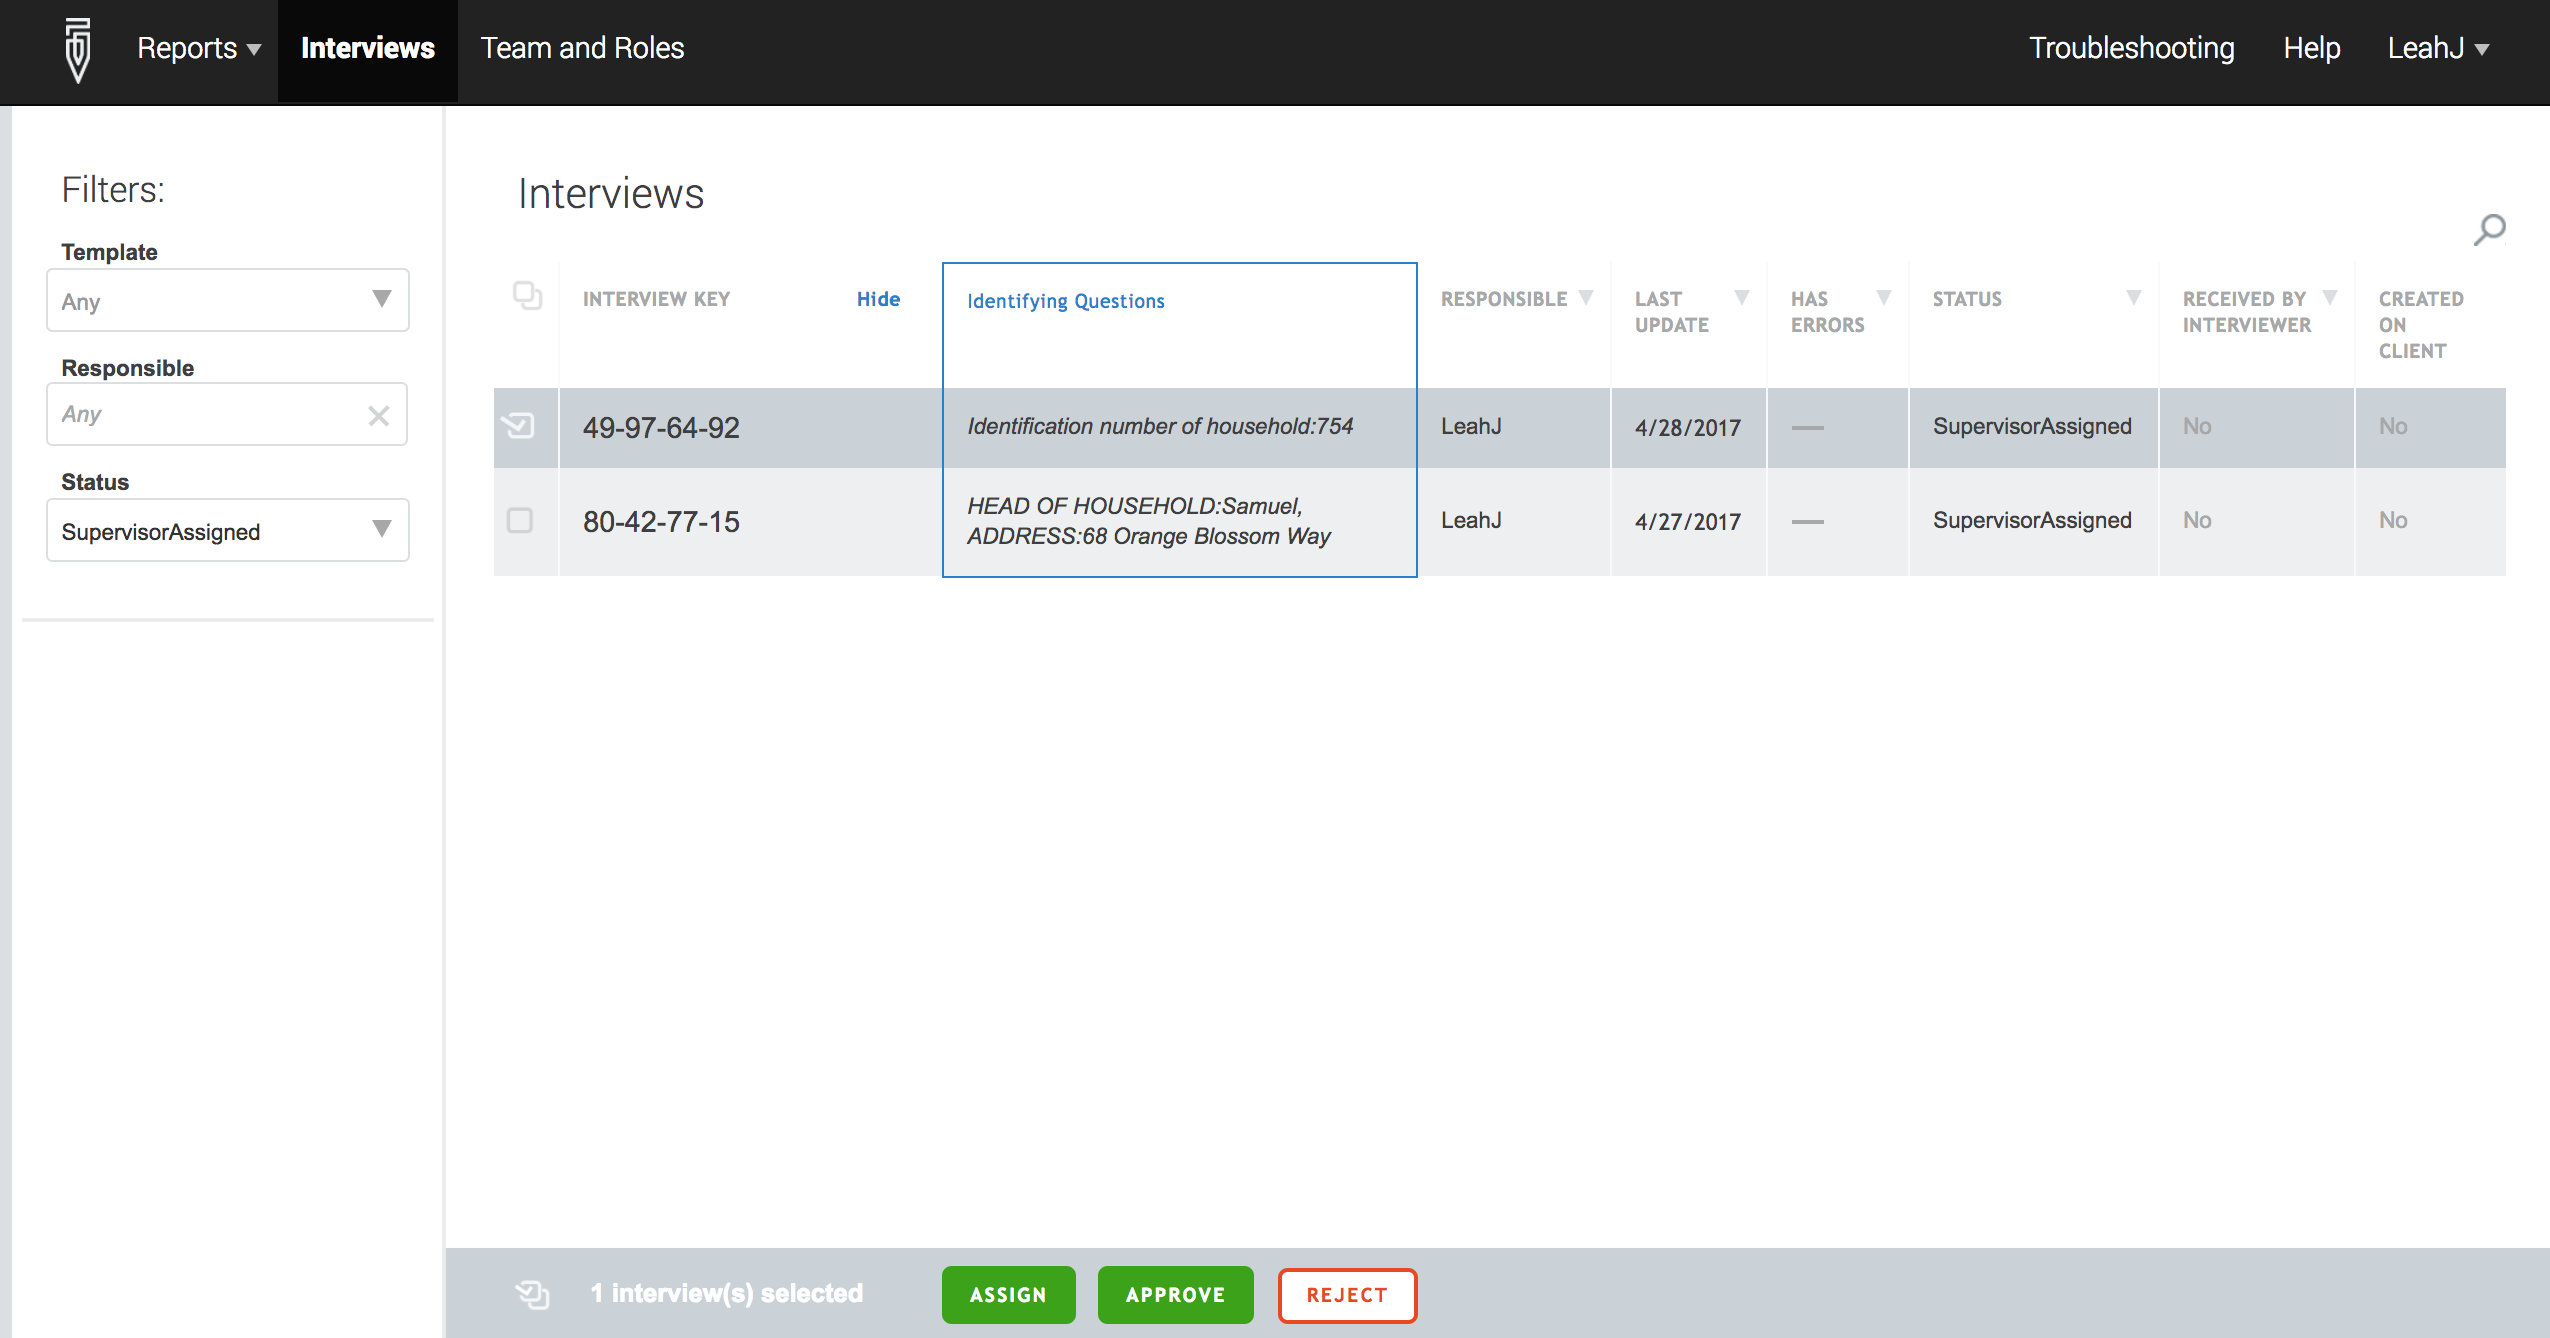 Reports Interviews Team and Roles Troubleshooting Help LeahJ
Filters:
Template
Any
Responsible
Any
Status
SupervisorAssigned
Interviews
INTERVIEW KEY Hide Identifying Questions RESPONSIBLE LAST UPDATE HAS ERRORS STATUS RECEIVED BY INTERVIEWER CREATED ON CLIENT
49-97-64-92 Identification number of household:754 LeahJ 4/28/2017 — SupervisorAssigned No No
80-42-77-15 HEAD OF HOUSEHOLD:Samuel, ADDRESS:68 Orange Blossom Way LeahJ 4/27/2017 — SupervisorAssigned No No
1 interview(s) selected ASSIGN APPROVE REJECT